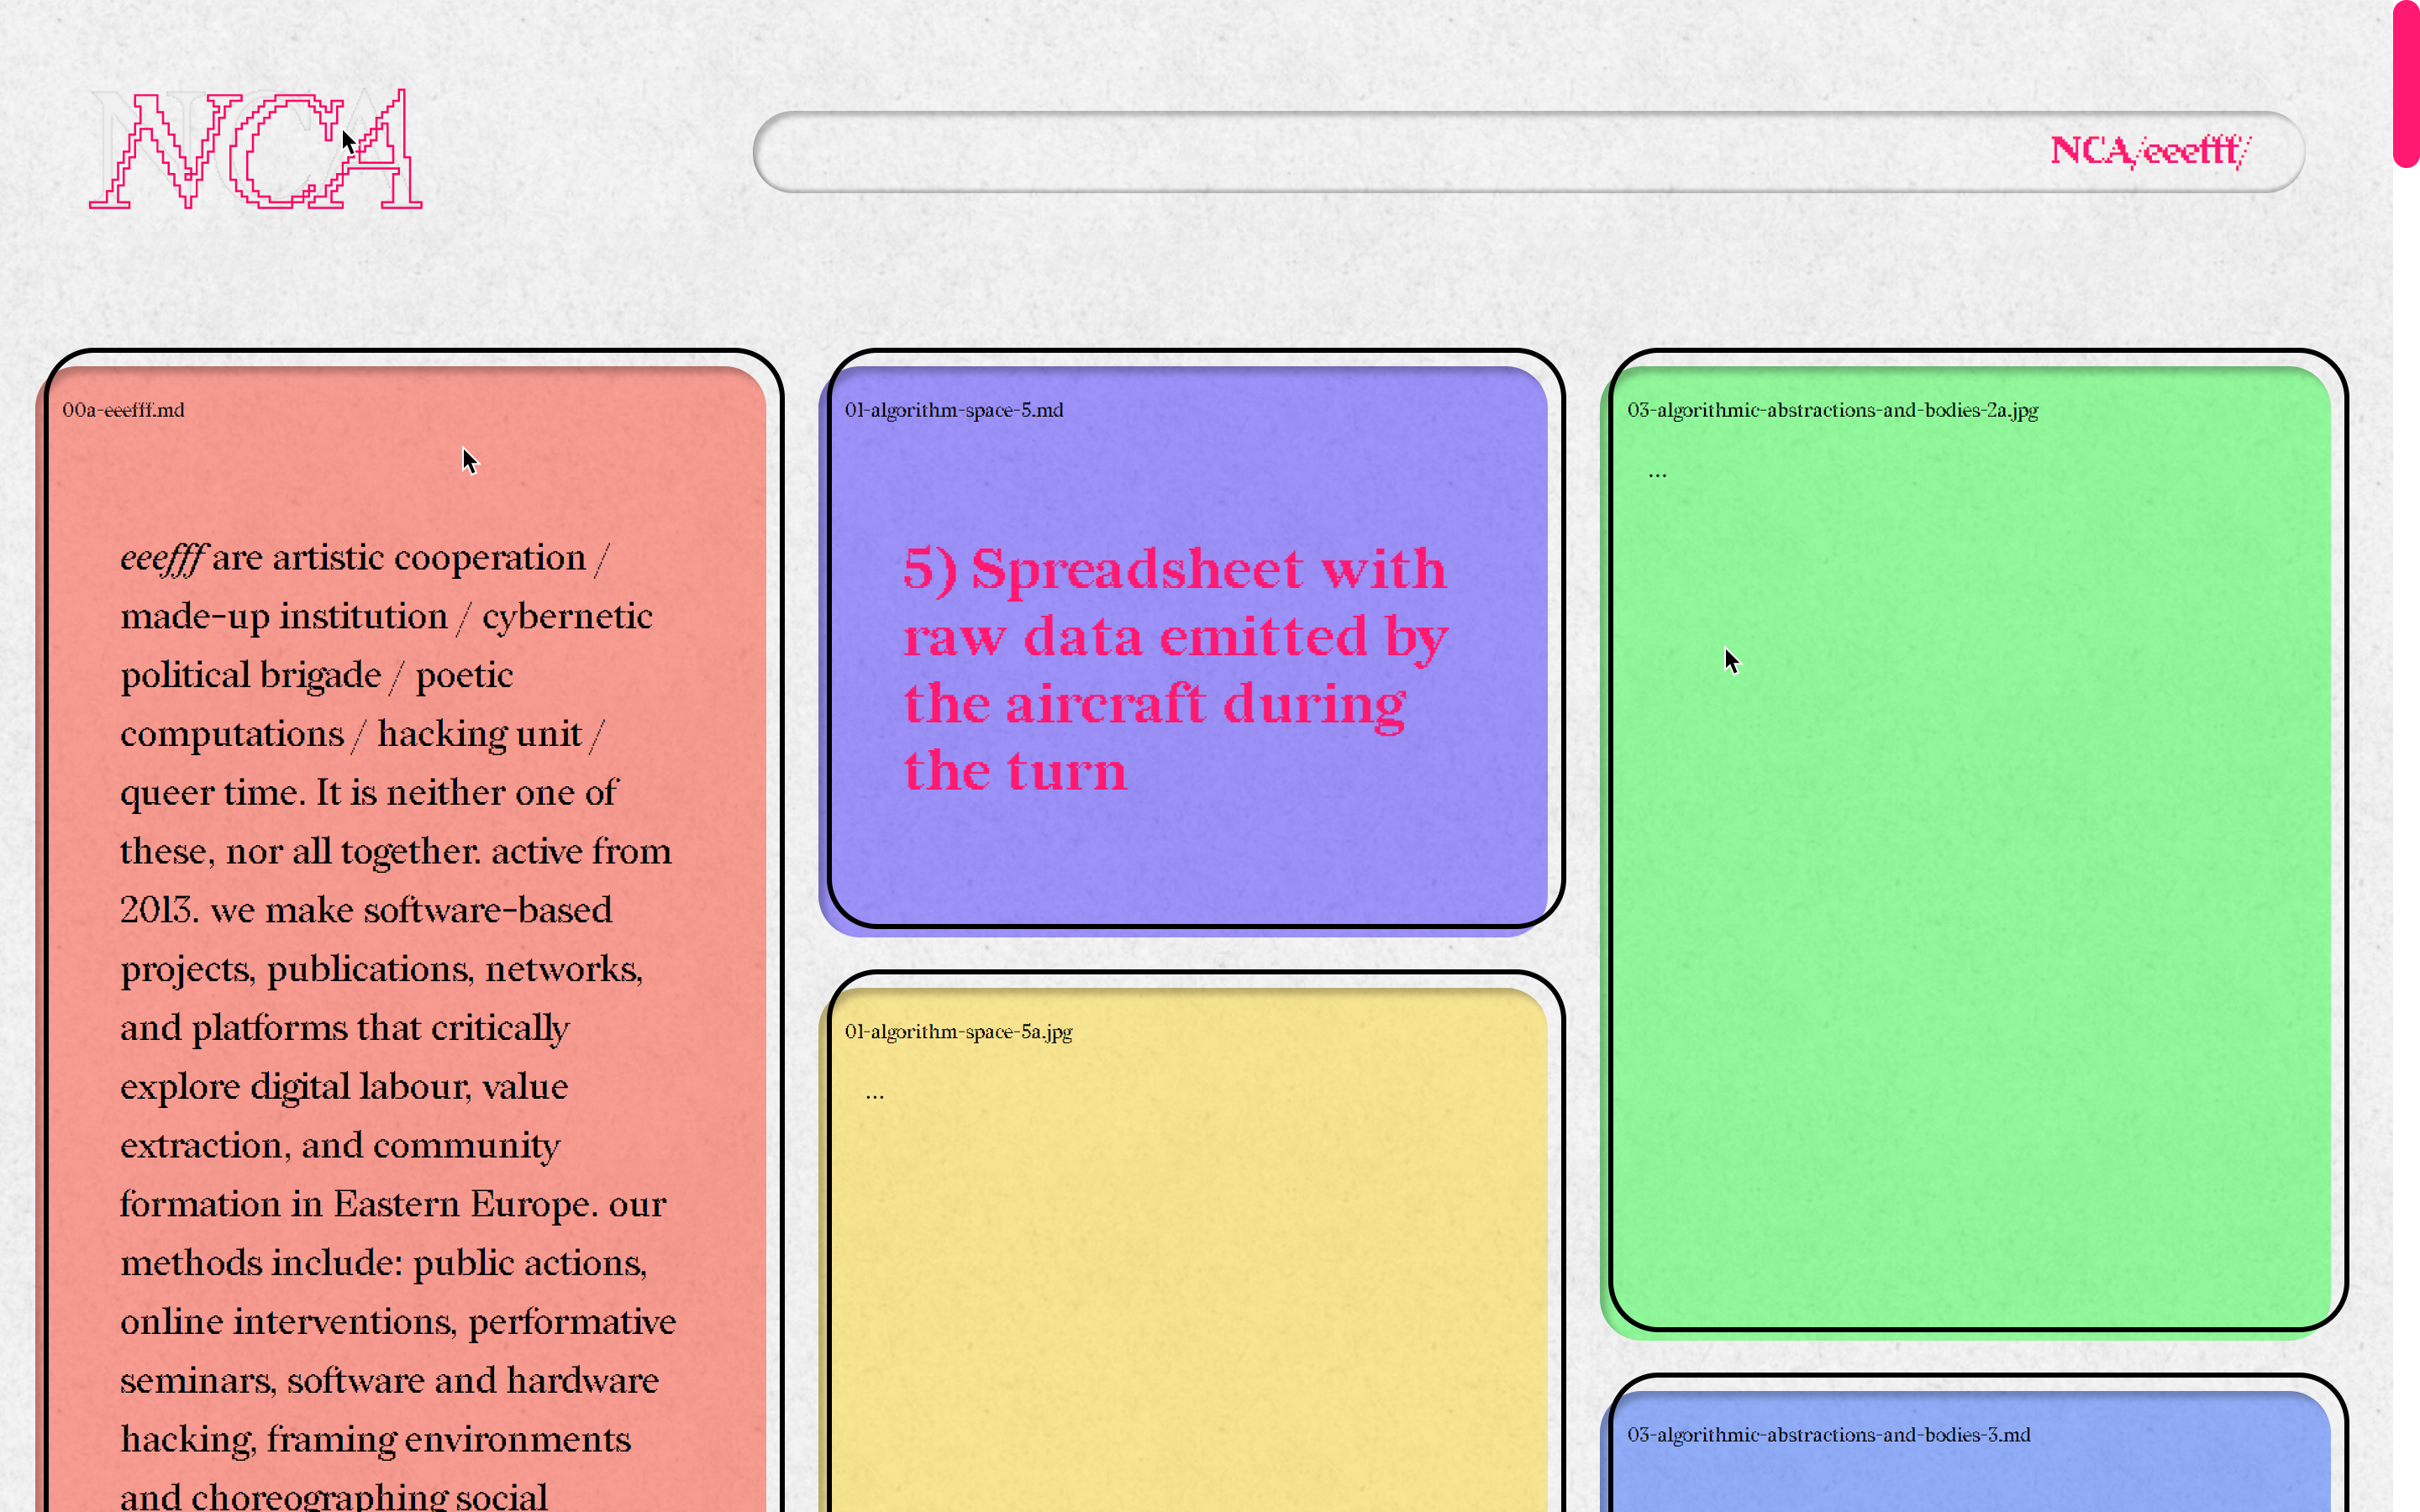 NCA
NCA/eeefff/
00a-eeefff.md
eeefff are artistic cooperation /
made-up institution / cybernetic
political brigade / poetic
computations / hacking unit /
queer time. It is neither one of
these, nor all together. active from
2013. we make software-based
projects, publications, networks,
and platforms that critically
explore digital labour, value
extraction, and community
formation in Eastern Europe. our
methods include: public actions,
online interventions, performative
seminars, software and hardware
hacking, framing environments
and choreographing social
01-algorithm-space-5.md
5) Spreadsheet with
raw data emitted by
the aircraft during
the turn
01-algorithm-space-5a.jpg
...
03-algorithmic-abstractions-and-bodies-2a.jpg
...
03-algorithmic-abstractions-and-bodies-3.md